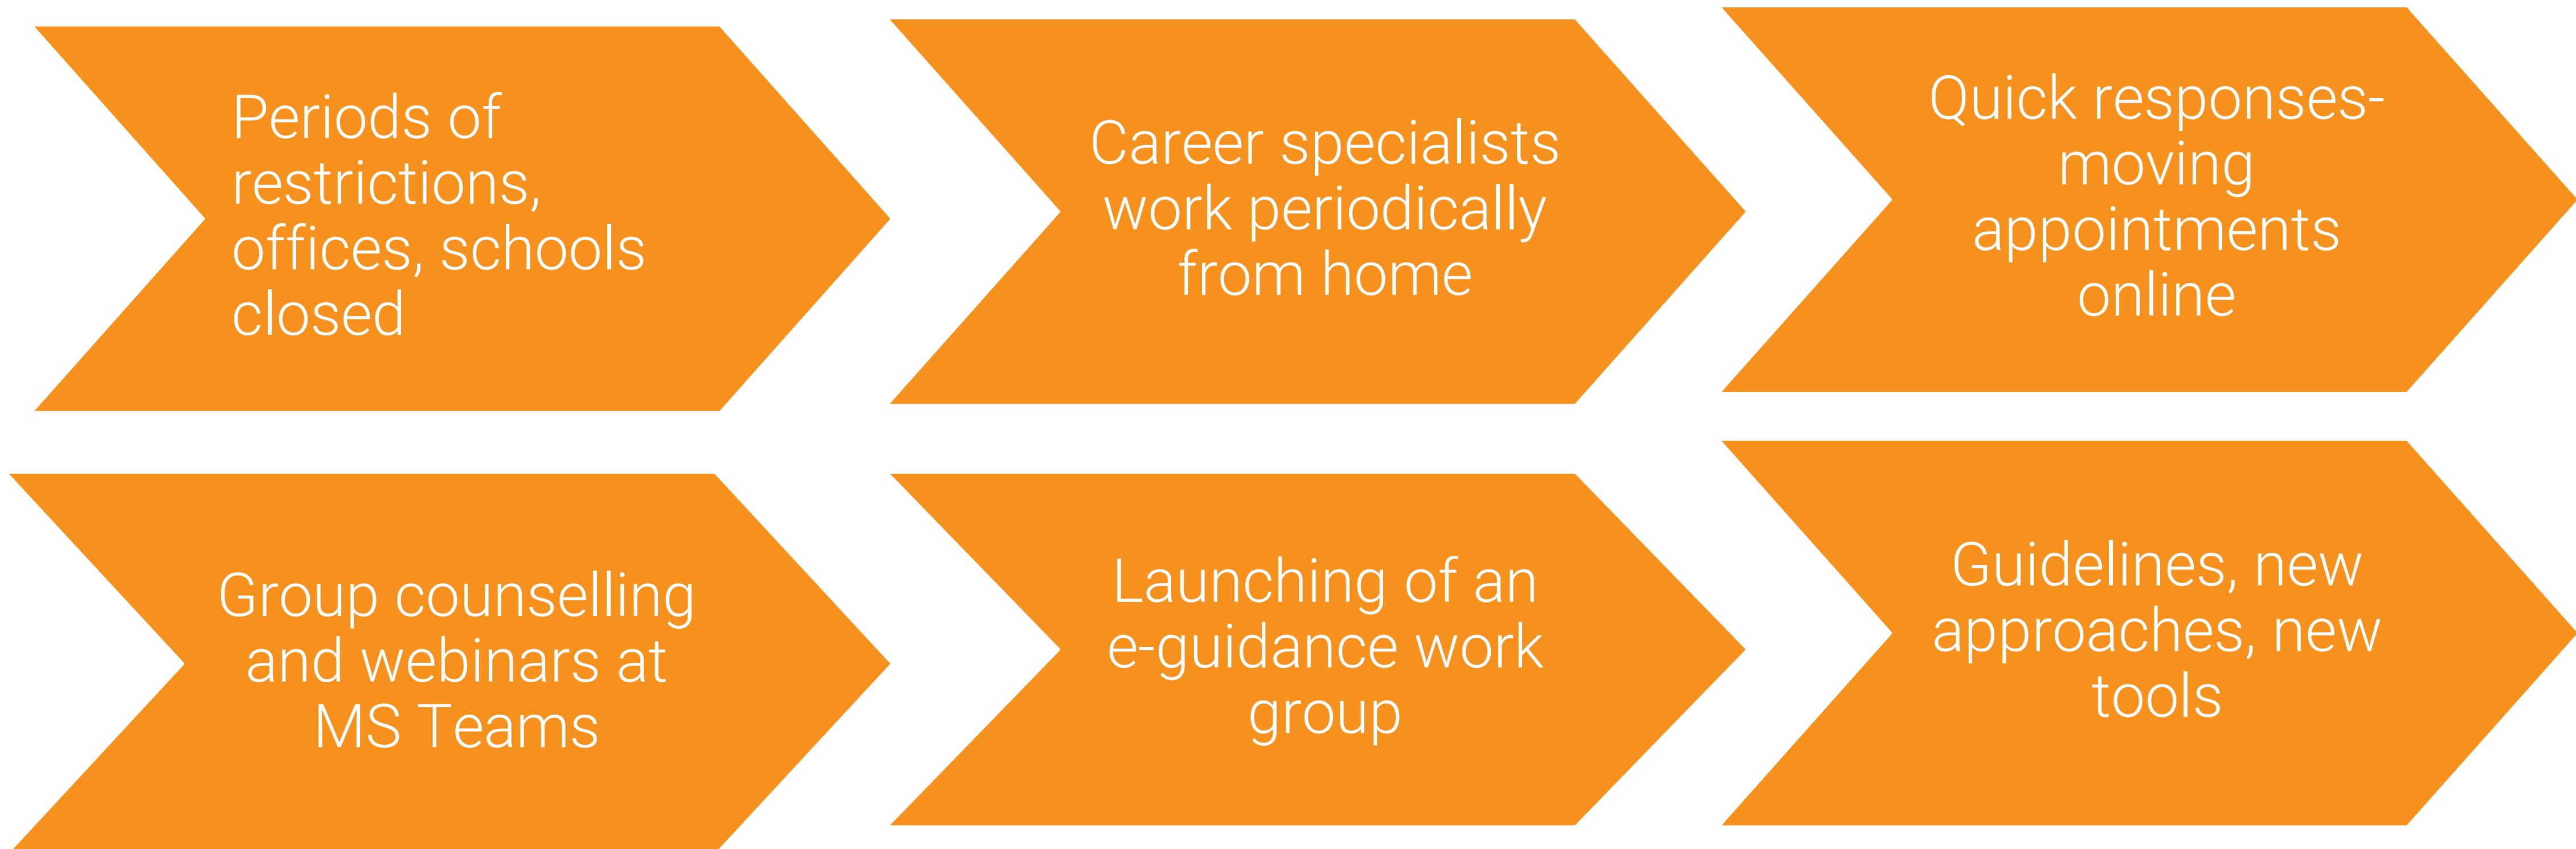 Periods of
restrictions,
offices, schools
closed
Career specialists
work periodically
from home
Quick responses-
moving
appointments
online
Group counselling
and webinars at
MS Teams
Launching of an
e-guidance work
group
Guidelines, new
approaches, new
tools